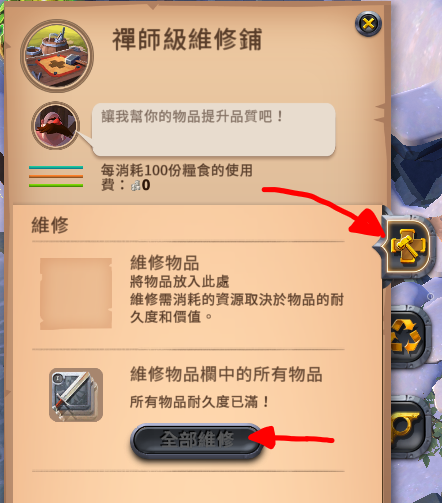 禪師級維修鋪
讓我幫你的物品提升品質吧！
每消耗100份糧食的使用
費：0
維修
維修物品
將物品放入此處
維修需消耗的資源取決於物品的耐
久度和價值。
維修物品欄中的所有物品
所有物品耐久度已滿！
全部維修